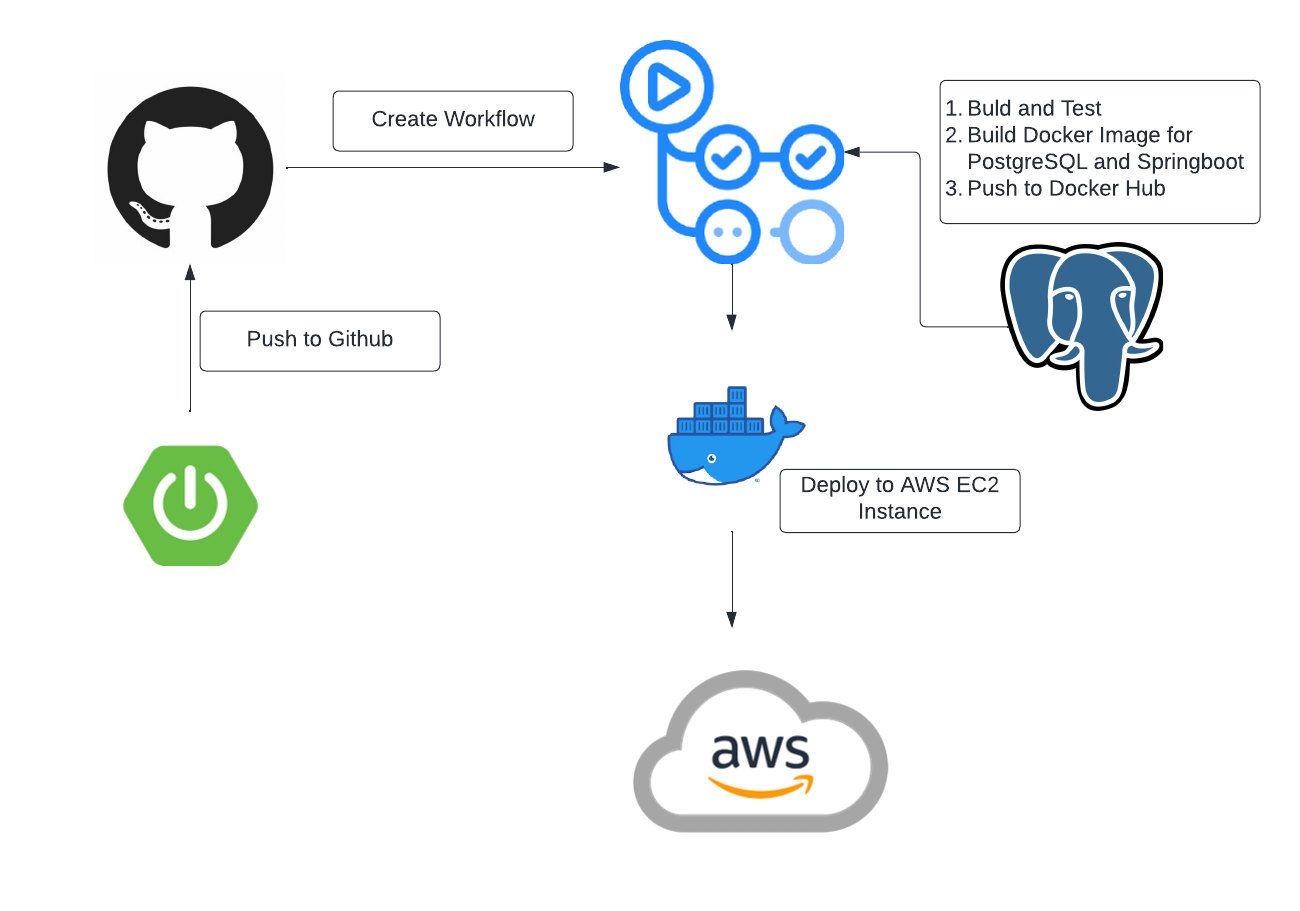 Create Workflow
1. Buld and Test
2. Build Docker Image for
PostgreSQL and Springboot
3. Push to Docker Hub
Push to Github
Deploy to AWS EC2
Instance
aws